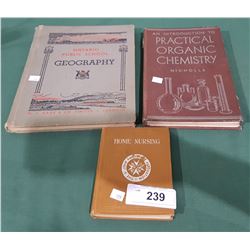 ONTARIO
PUBLIC SCHOOL
GEOGRAPHY
AN INTRODUCTION TO
PRACTICAL
ORGANIC
CHEMISTRY
NICHOLLS
HOME NURSING
239